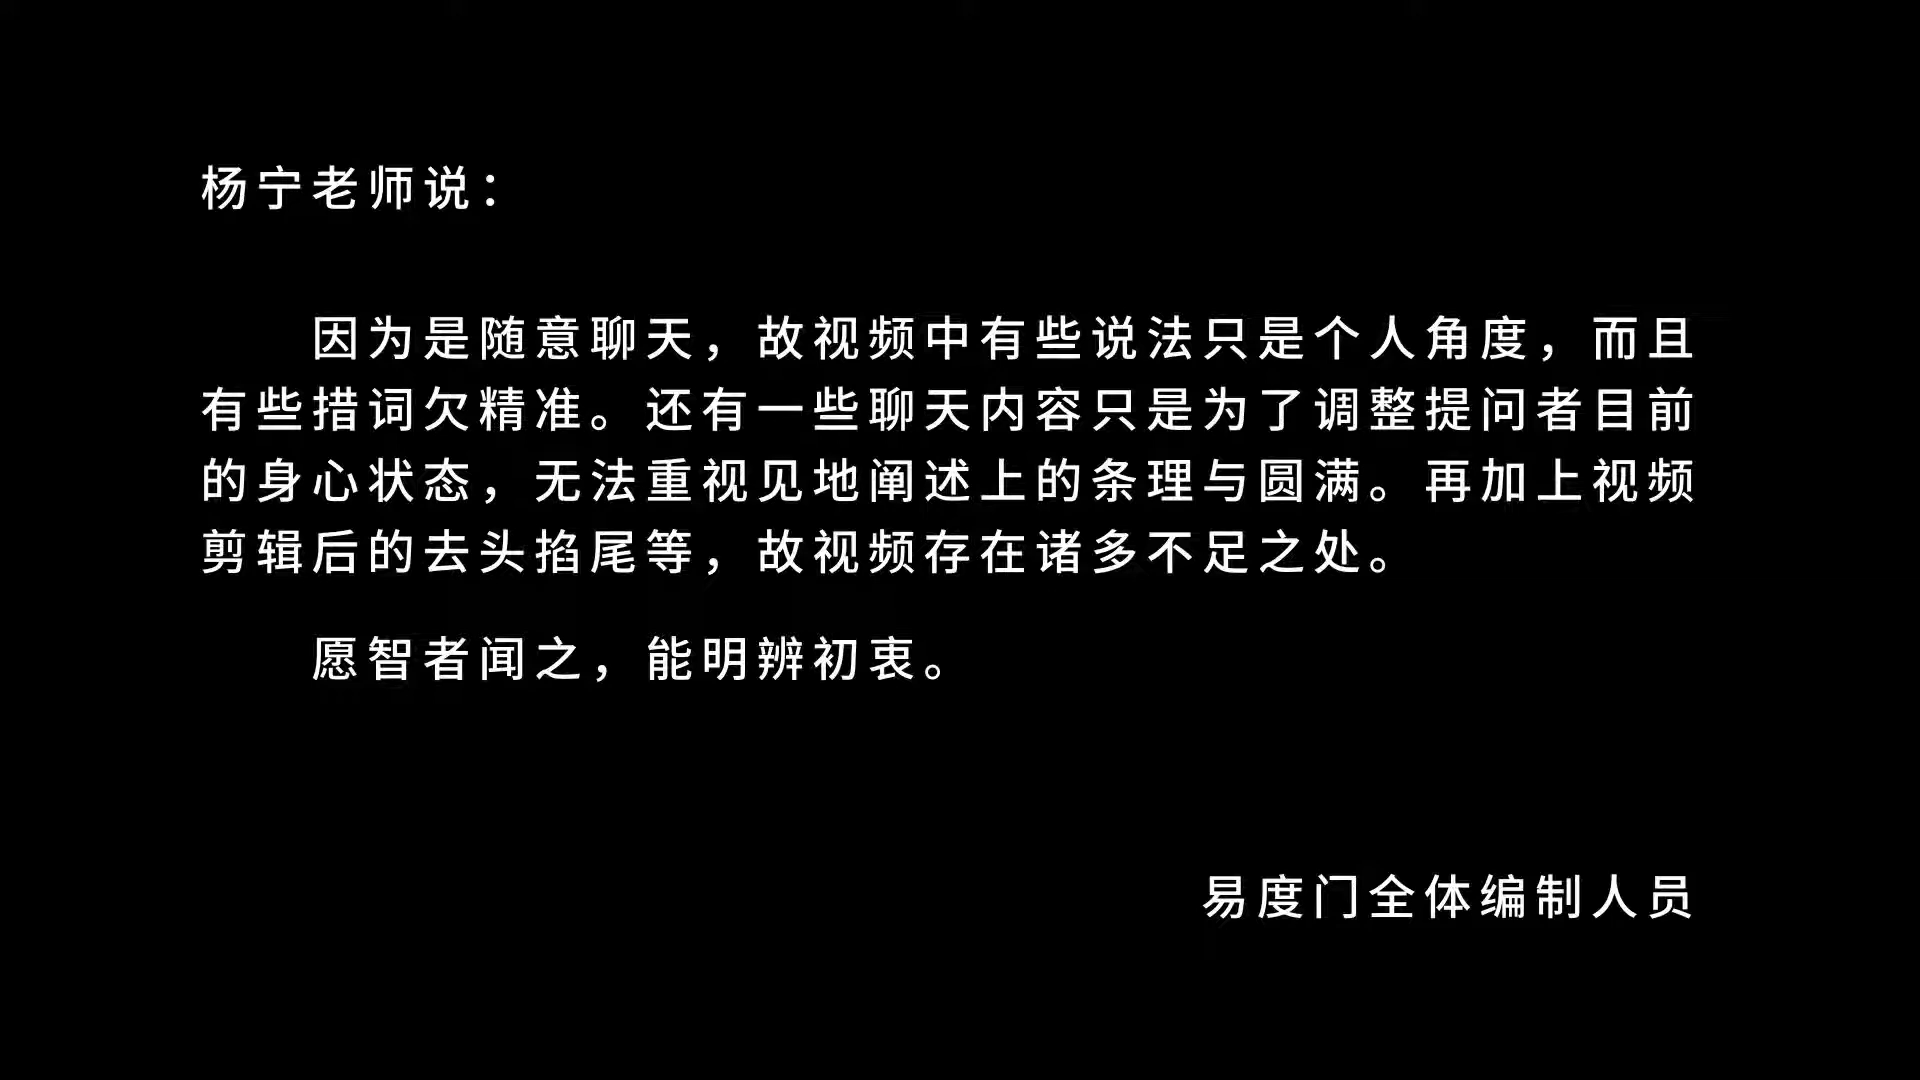 杨宁老师说：
因为是随意聊天，故视频中有些说法只是个人角度，而且
有些措词欠精准。还有一些聊天内容只是为了调整提问者目前
的身心状态，无法重视见地阐述上的条理与圆满。再加上视频
剪辑后的去头掐尾等，故视频存在诸多不足之处。
愿智者闻之，能明辨初衷。
易度门全体编制人员